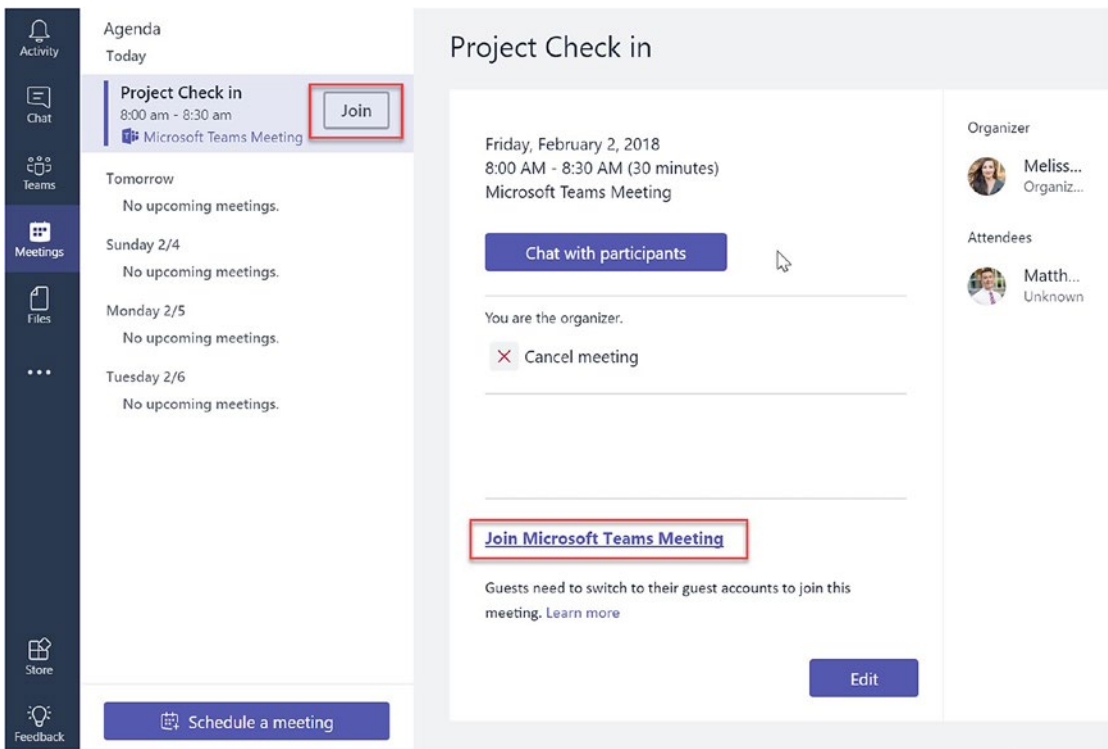 Activity
Chat
Teams
Meetings
Files
Store
Feedback
Agenda
Today
Project Check in
8:00 am - 8:30 am
Microsoft Teams Meeting
Join
Tomorrow
No upcoming meetings.
Sunday 2/4
No upcoming meetings.
Monday 2/5
No upcoming meetings.
Tuesday 2/6
No upcoming meetings.
Schedule a meeting
Project Check in
Friday, February 2, 2018
8:00 AM - 8:30 AM (30 minutes)
Microsoft Teams Meeting
Chat with participants
You are the organizer.
Cancel meeting
Join Microsoft Teams Meeting
Guests need to switch to their guest accounts to join this
meeting. Learn more
Edit
Organizer
Meliss...
Organiz...
Attendees
Matth...
Unknown